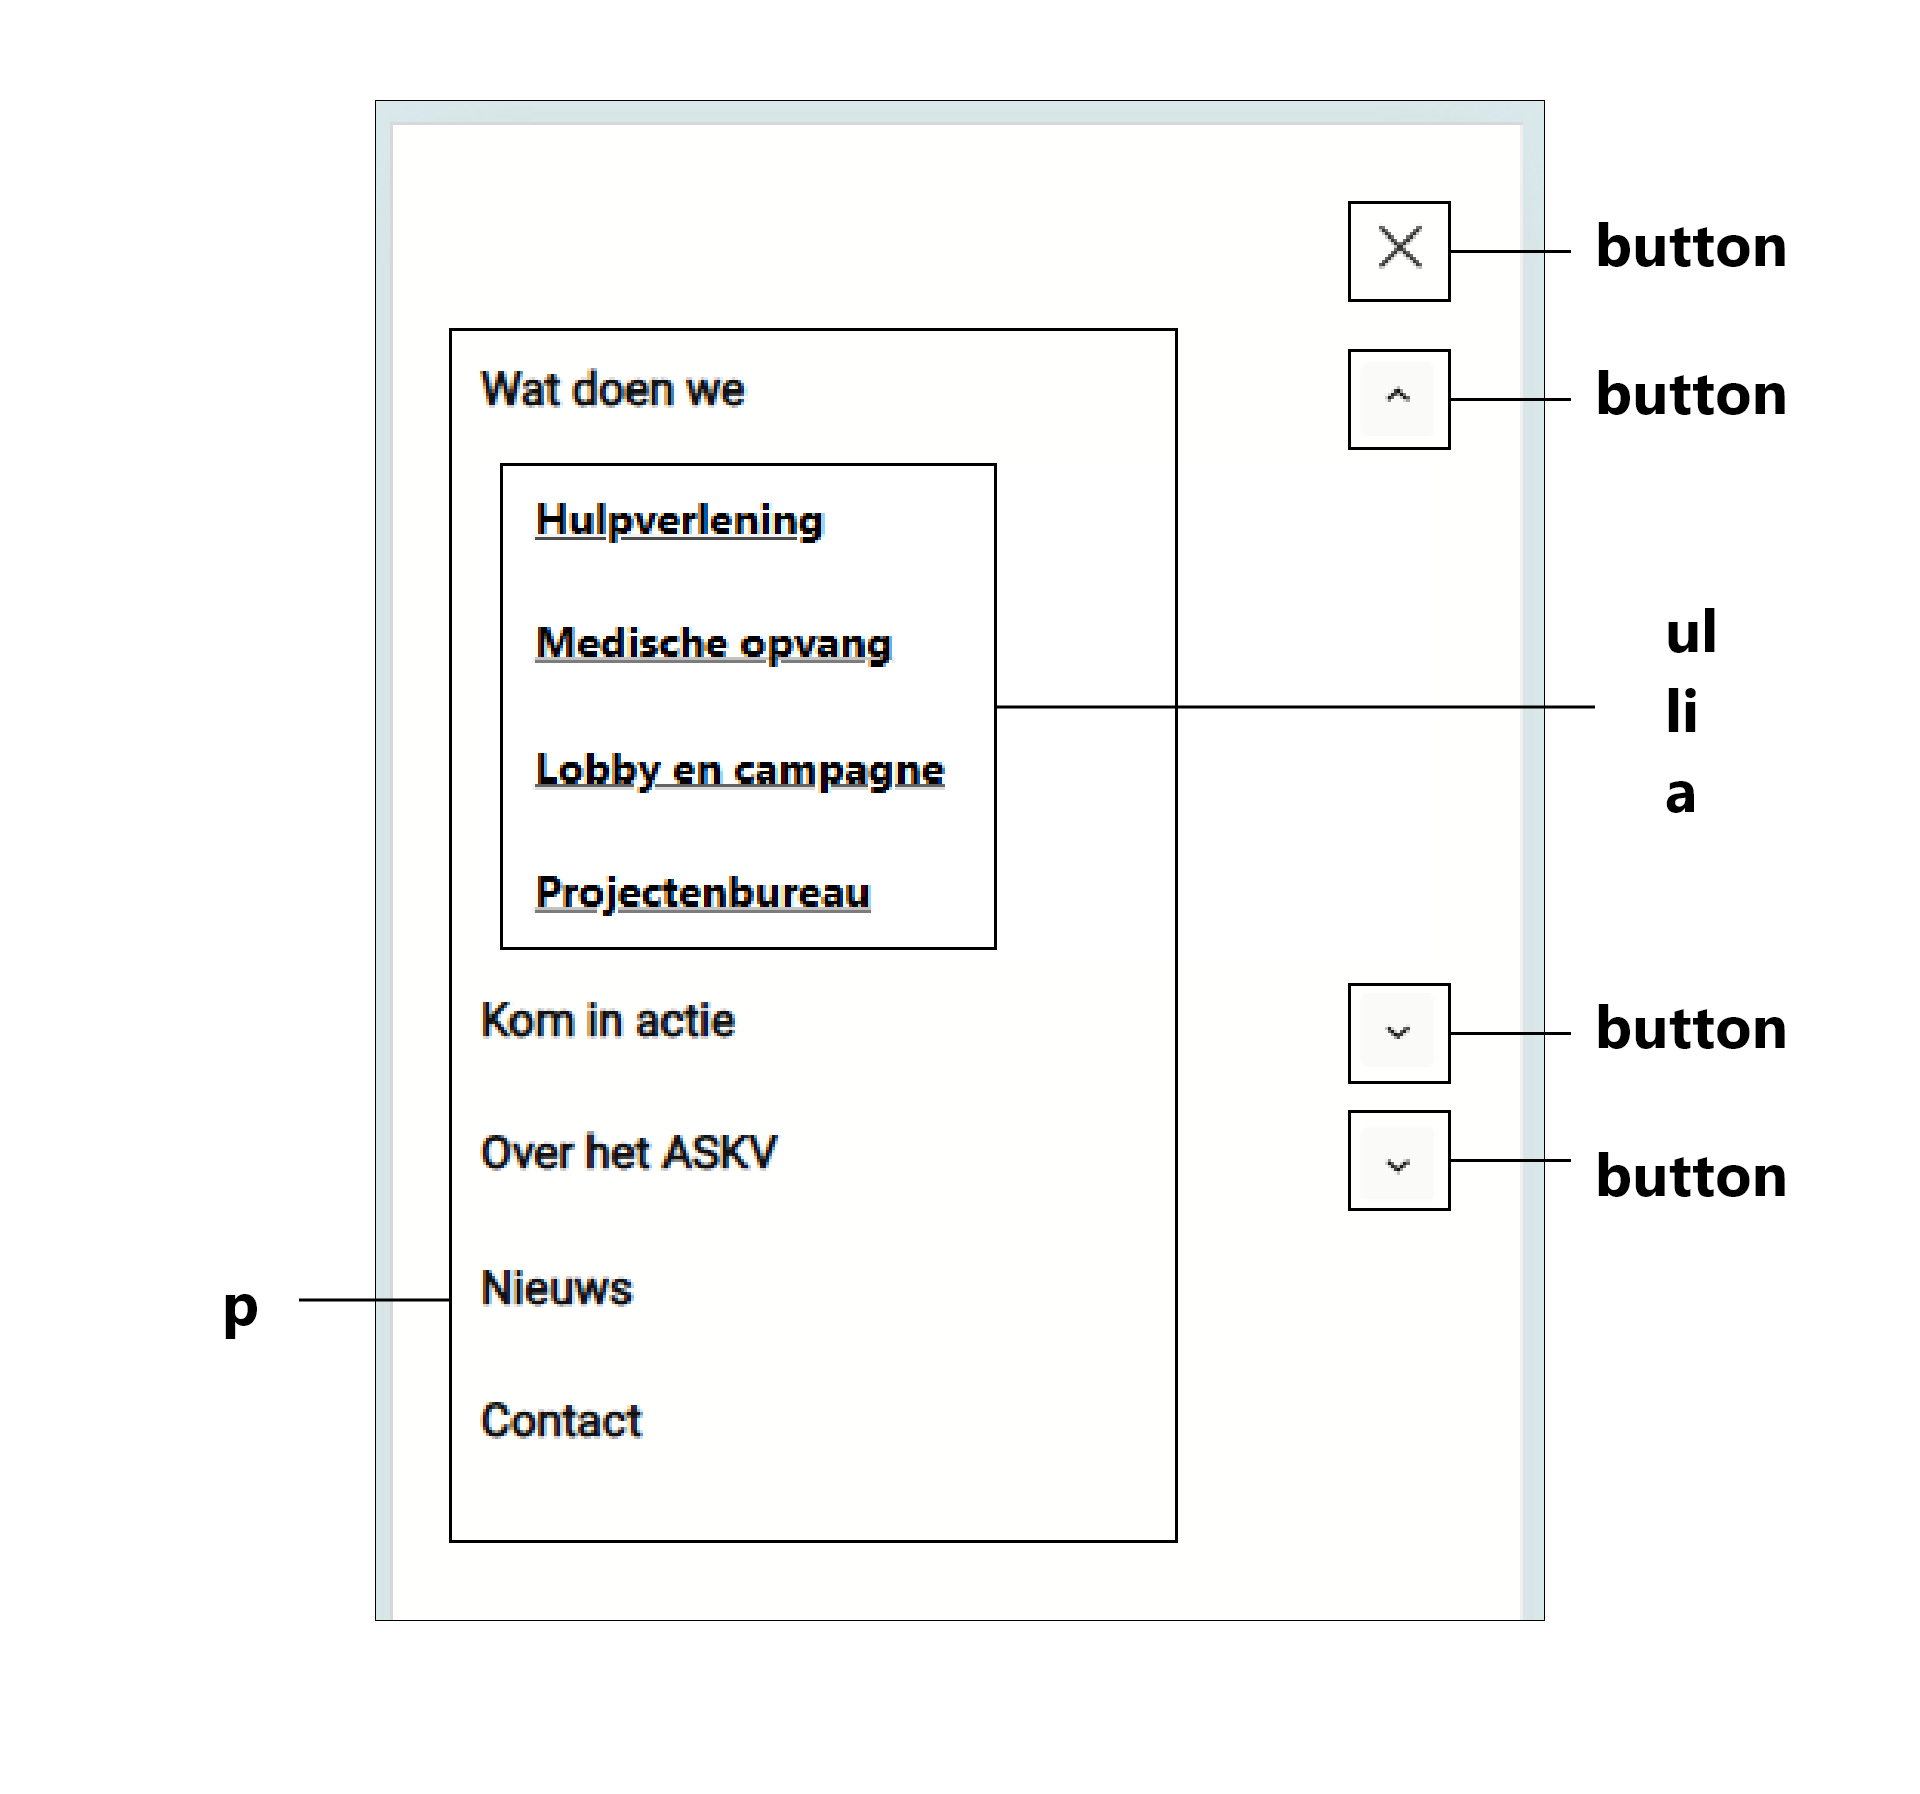 button
Wat doen we
button
Hulpverlening
Medische opvang
Lobby en campagne
Projectenbureau
ul
li
a
Kom in actie
button
Over het ASKV
button
Nieuws
p
Contact